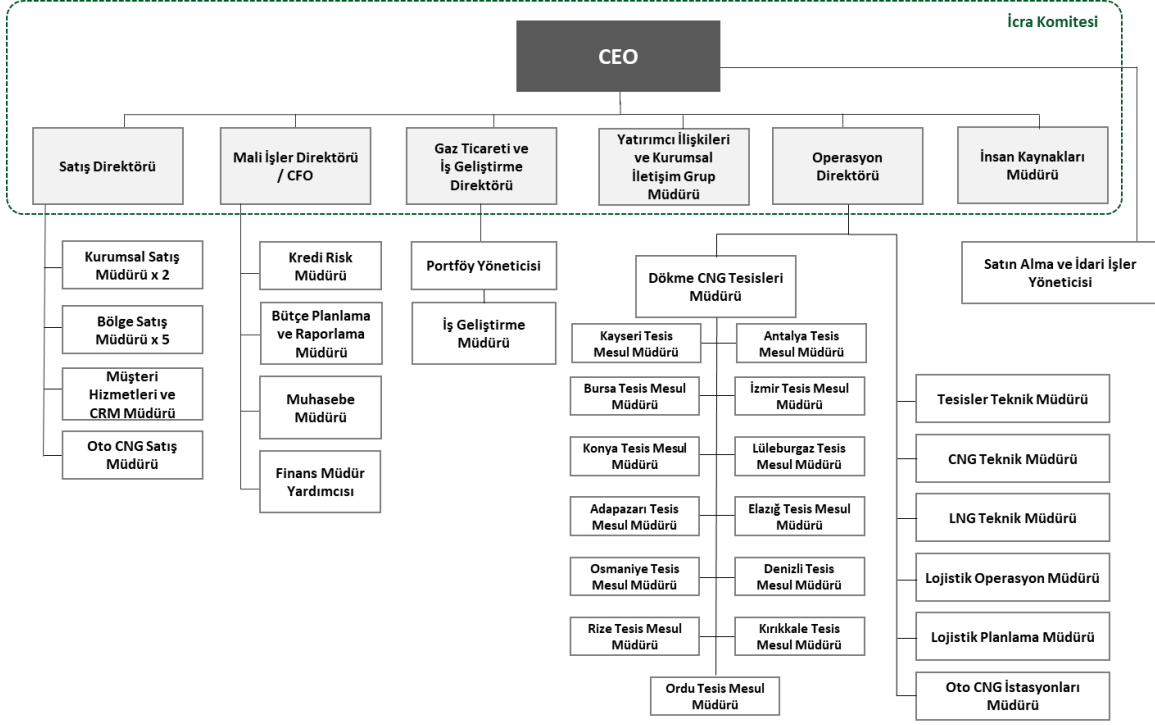 İcra Komitesi
CEO
Satış Direktörü
Mali İşler Direktörü
/ CFO
Gaz Ticareti ve
İş Geliştirme
Direktörü
Yatırımcı İlişkileri
ve Kurumsal
İletişim Grup
Müdürü
Operasyon
Direktörü
İnsan Kaynakları
Müdürü
Kurumsal Satış
Müdürü x 2
Bölge Satış
Müdürü x 5
Müşteri
Hizmetleri ve
CRM Müdürü
Oto CNG Satış
Müdürü
Kredi Risk
Müdürü
Bütçe Planlama
ve Raporlama
Müdürü
Muhasebe
Müdürü
Finans Müdür
Yardımcısı
Portföy Yöneticisi
İş Geliştirme
Müdürü
Dökme CNG Tesisleri
Müdürü
Kayseri Tesis
Mesul Müdürü
Antalya Tesis
Mesul Müdürü
Bursa Tesis Mesul
Müdürü
İzmir Tesis Mesul
Müdürü
Konya Tesis Mesul
Müdürü
Lüleburgaz Tesis
Mesul Müdürü
Adapazarı Tesis
Mesul Müdürü
Elazığ Tesis Mesul
Müdürü
Osmaniye Tesis
Mesul Müdürü
Denizli Tesis
Mesul Müdürü
Rize Tesis Mesul
Müdürü
Kırıkkale Tesis
Mesul Müdürü
Ordu Tesis Mesul
Müdürü
Tesisler Teknik Müdürü
CNG Teknik Müdürü
LNG Teknik Müdürü
Lojistik Operasyon Müdürü
Lojistik Planlama Müdürü
Oto CNG İstasyonları
Müdürü
Satın Alma ve İdari İşler
Yöneticisi